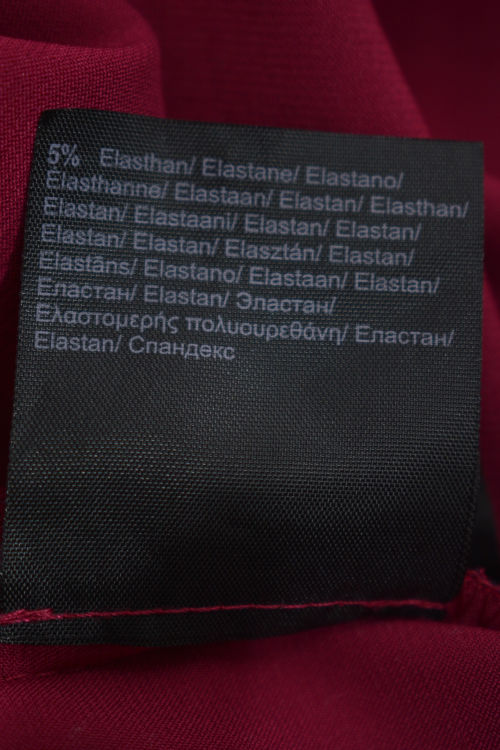 5% Elasthan/ Elastane/ Elastano/
Elastharine/ Elastaan/ Elastan/ Elasthan/
Elastan/ Elastaani/ Elastan/ Elastan/
Elastan/ Elastan/ Elasztán/ Elastan/
Elastāns/ Elastano/ Elastaan/ Elastan/
Еластан/ Elastan/ Эластан/
Ελαστομερής πολυουρεθάνη/ Еластан/
Elastan/ Спандекс